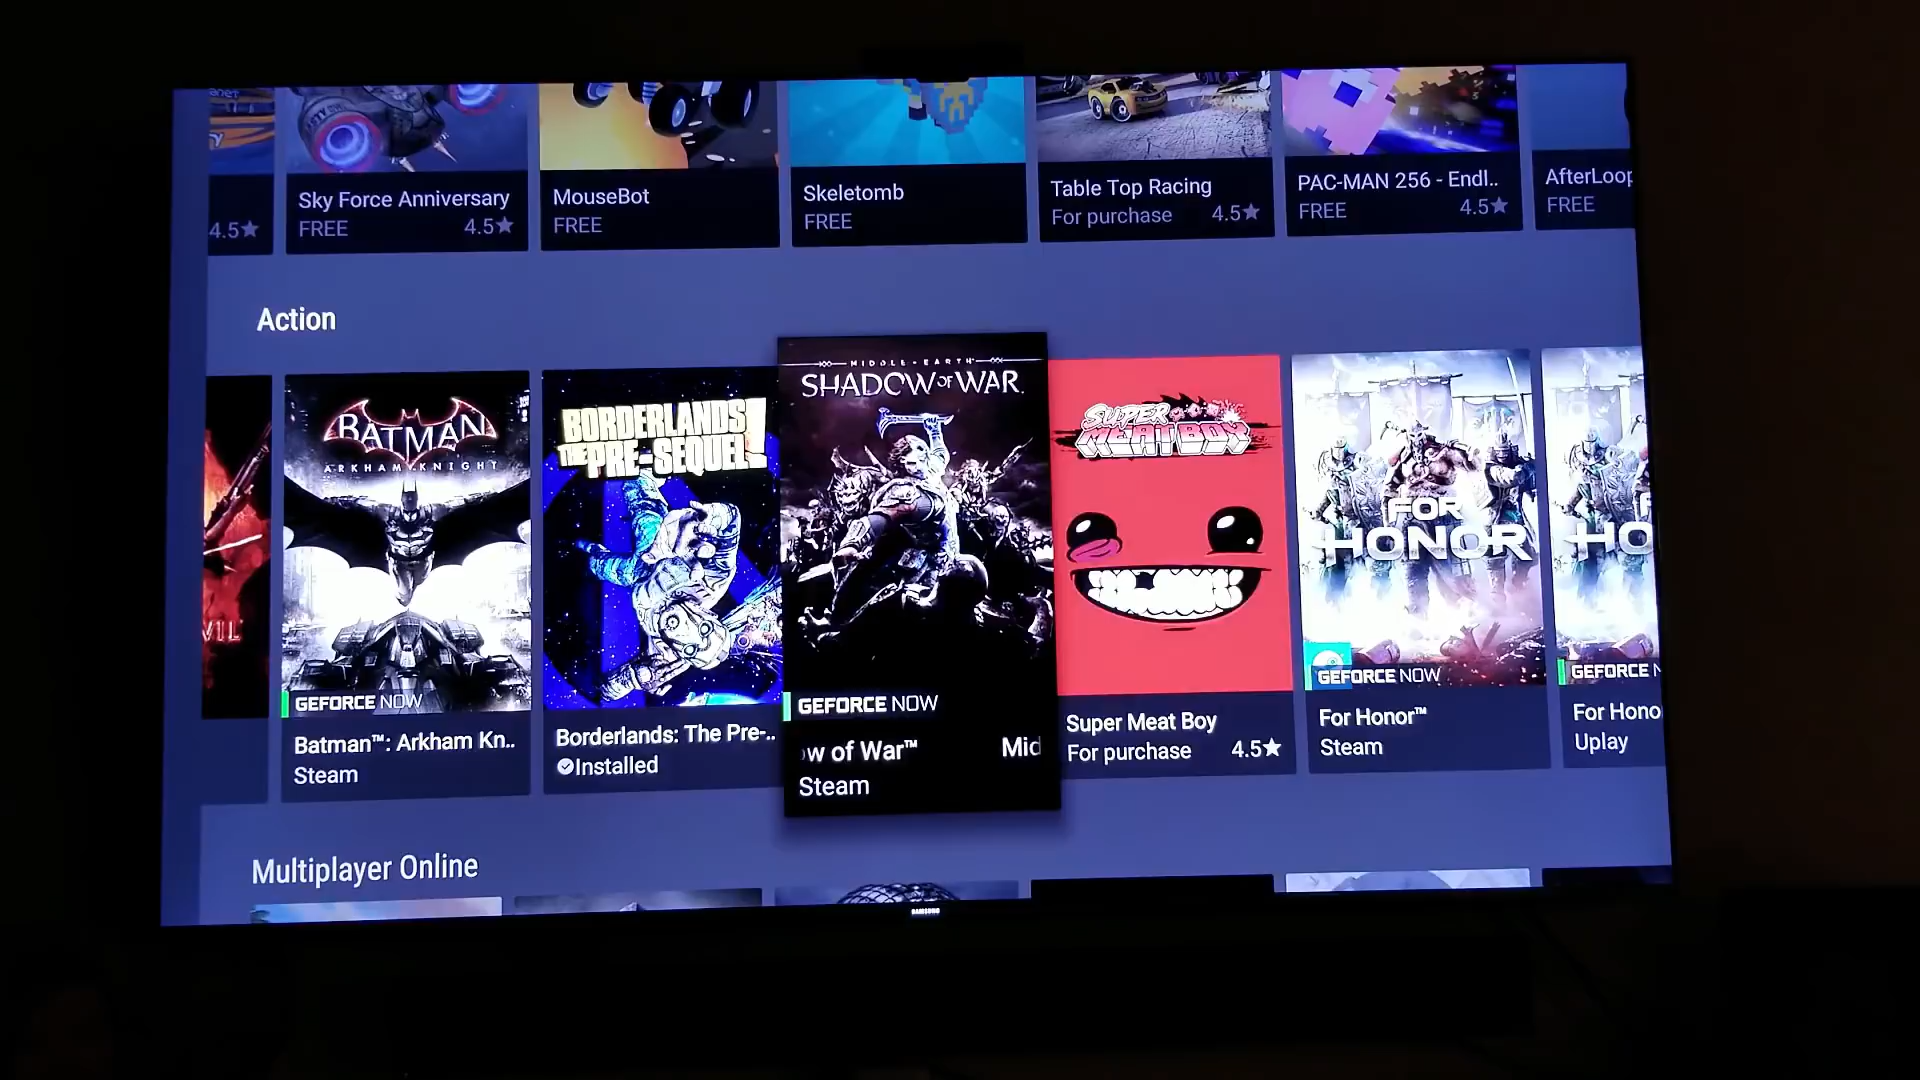 4.5★
Sky Force Anniversary
FREE 4.5★
MouseBot
FREE
Skeletomb
FREE
Table Top Racing
For purchase 4.5★
PAC-MAN 256 - Endl..
FREE 4.5★
AfterLoop
FREE
Action
VIL
BATMAN
ARKHAM KNIGHT
GEFORCE NOW
Batman™: Arkham Kn..
Steam
BORDERLANDS
THE PRE-SEQUEL!
Borderlands: The Pre-..
Installed
MIDDLE-EARTH
SHADOW OF WAR
GEFORCE NOW
w of War™ Mid
Steam
SUPER
MEAT BOY
Super Meat Boy
For purchase 4.5★
FOR
HONOR
GEFORCE NOW
For Honor™
Steam
HO
GEFORCE N
For Hono
Uplay
Multiplayer Online
SAMSUNG